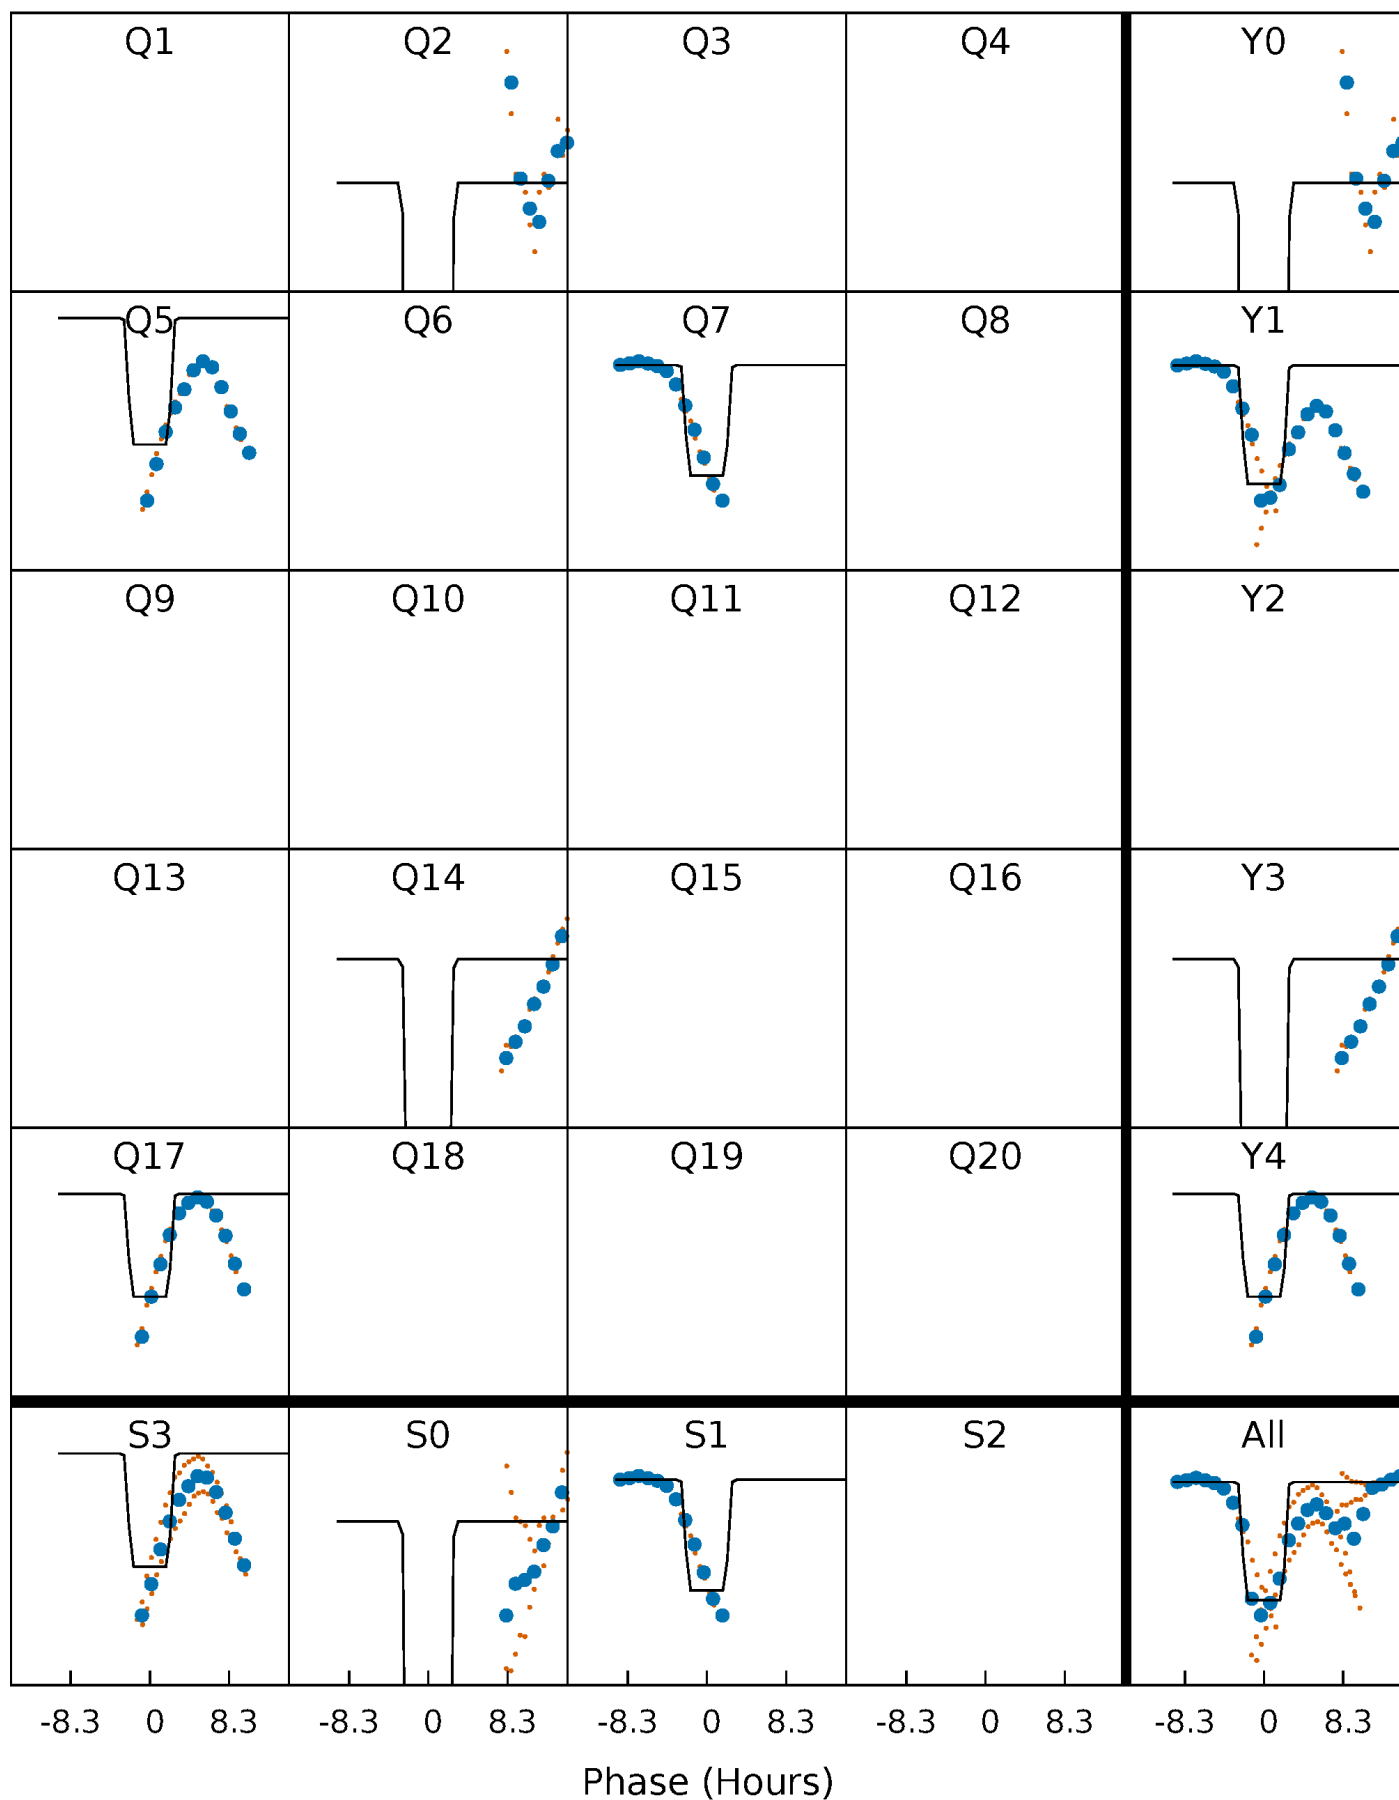 Q1 Q2 Q3 Q4 Y0
Q5 Q6 Q7 Q8 Y1
Q9 Q10 Q11 Q12 Y2
Q13 Q14 Q15 Q16 Y3
Q17 Q18 Q19 Q20 Y4
S3 S0 S1 S2 All
-8.3 0 8.3 -8.3 0 8.3 -8.3 0 8.3 -8.3 0 8.3 -8.3 0 8.3
Phase (Hours)